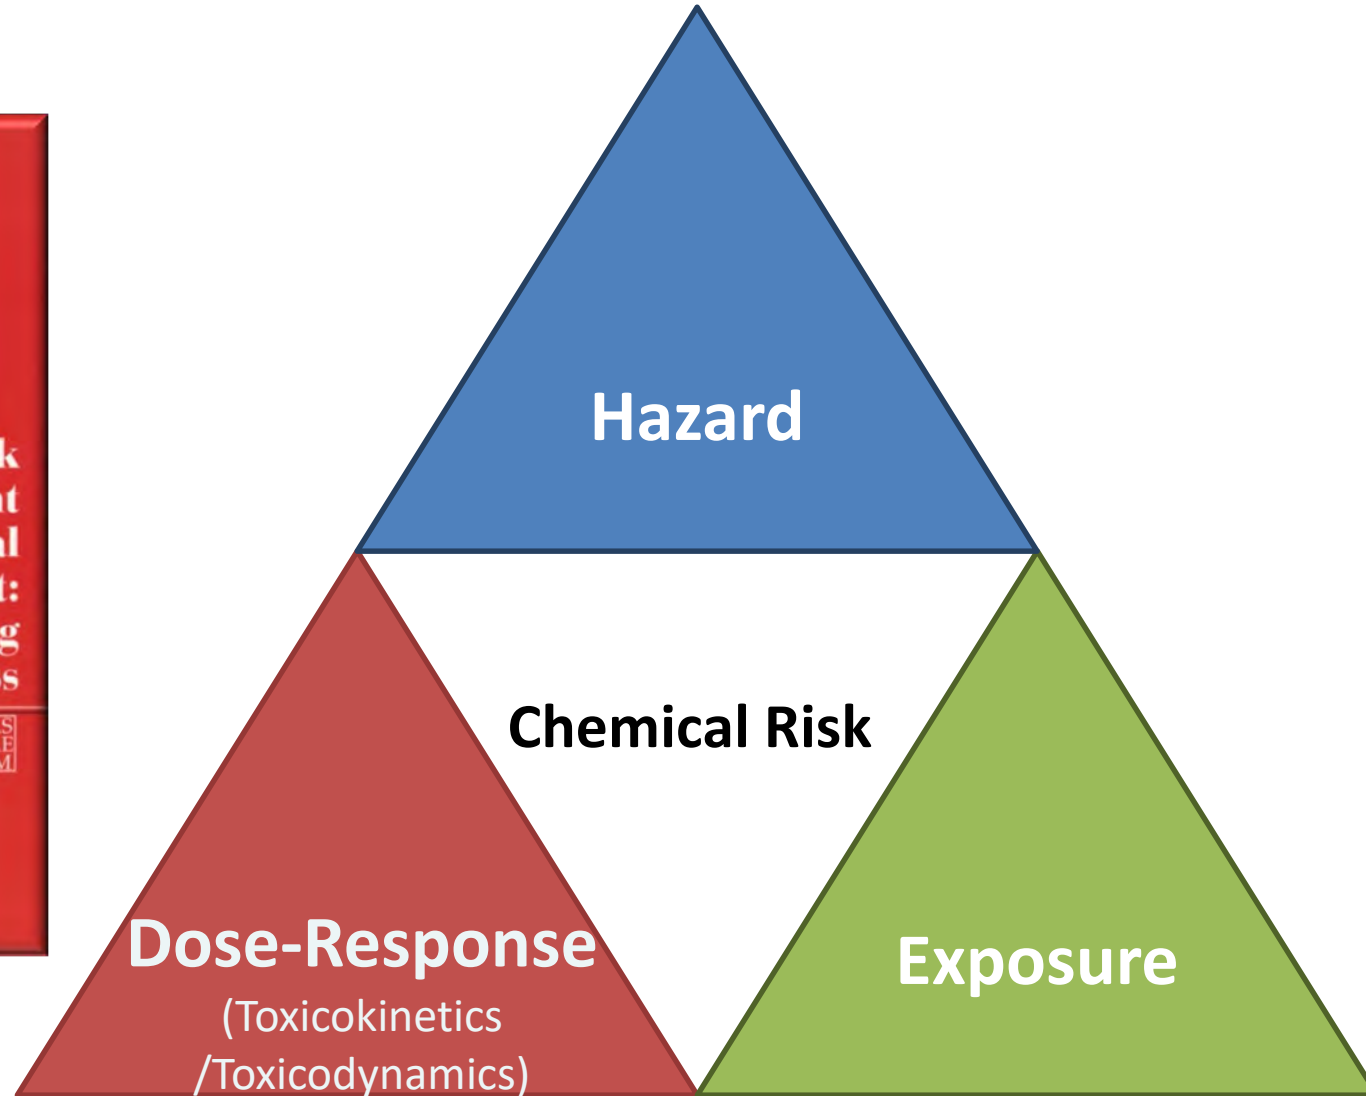 Hazard
Chemical Risk
Dose-Response
(Toxicokinetics
/Toxicodynamics)
Exposure